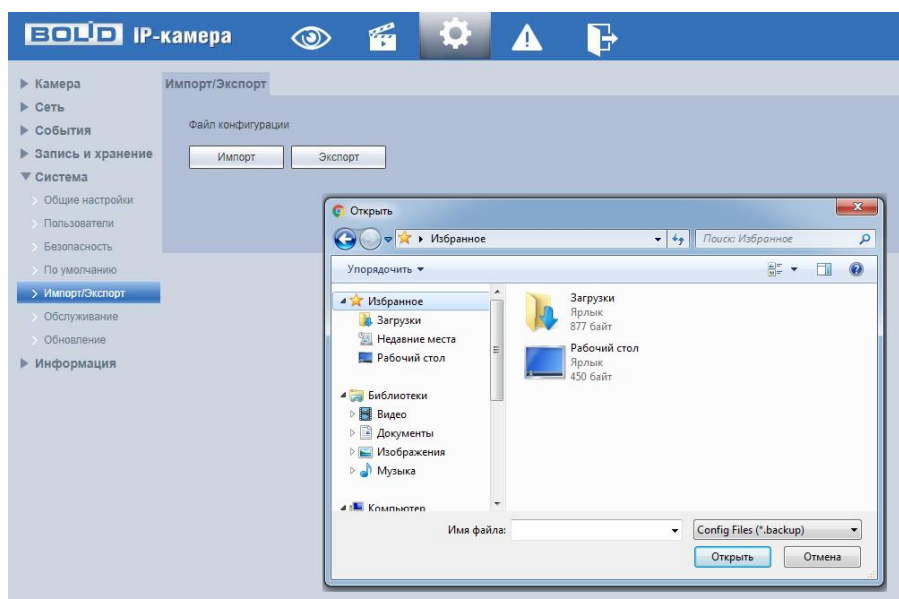 BOLID IP-камера
Камера
Сеть
События
Запись и хранение
Система
Общие настройки
Пользователи
Безопасность
По умолчанию
Импорт/Экспорт
Обслуживание
Обновление
Информация
Импорт/Экспорт
Файл конфигурации
Импорт Экспорт
Открыть
Избранное
Поиск: Избранное
Упорядочить
Избранное
Загрузки
Недавние места
Рабочий стол
Библиотеки
Видео
Документы
Изображения
Музыка
Компьютер
Загрузки
Ярлык
877 байт
Рабочий стол
Ярлык
450 байт
Имя файла:
Config Files (*.backup)
Открыть Отмена